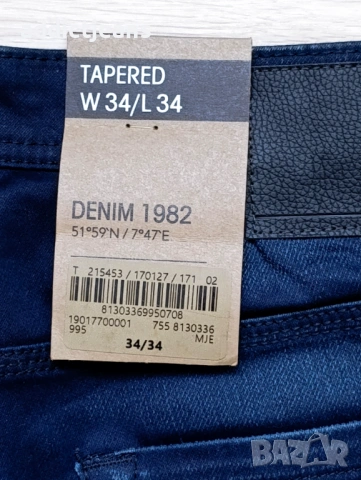 TAPERED
W 34/L 34
DENIM 1982
51°59'N / 7°47'E
T 215453 / 170127 / 171 02
81303369950708
19017700001 755 8130336
995 MJE
34/34
BAZAR